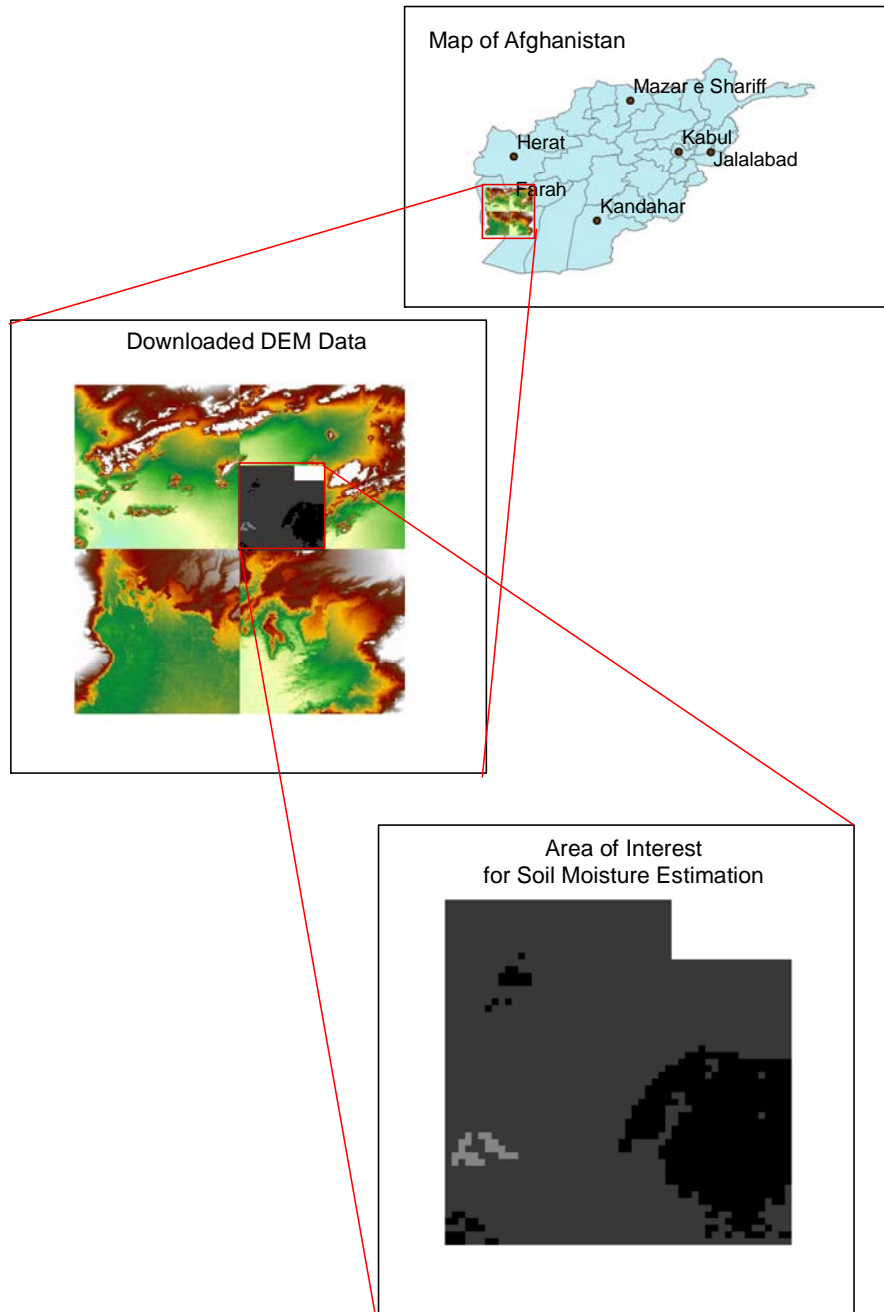 Map of Afghanistan
Mazar e Shariff
Herat
Kabul
Jalalabad
Farah
Kandahar
Downloaded DEM Data
Area of Interest
for Soil Moisture Estimation